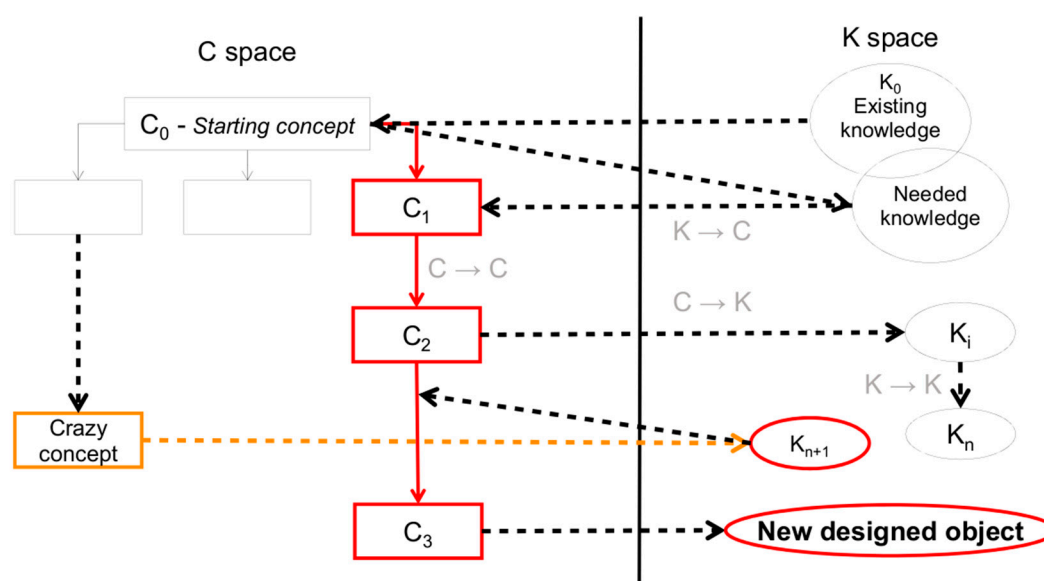 C space
K space
K₀
Existing
knowledge
C₀ - Starting concept
Needed
knowledge
C₁
K → C
C → C
C → K
C₂
Kᵢ
K → K
Crazy
concept
Kₙ₊₁
Kₙ
C₃
New designed object